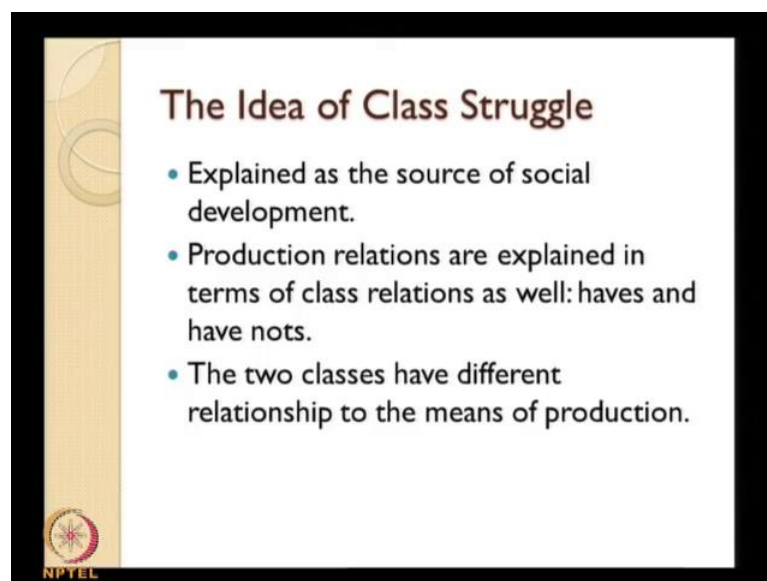 The Idea of Class Struggle
Explained as the source of social
development.
Production relations are explained in
terms of class relations as well: haves and
have nots.
The two classes have different
relationship to the means of production.
NPTEL